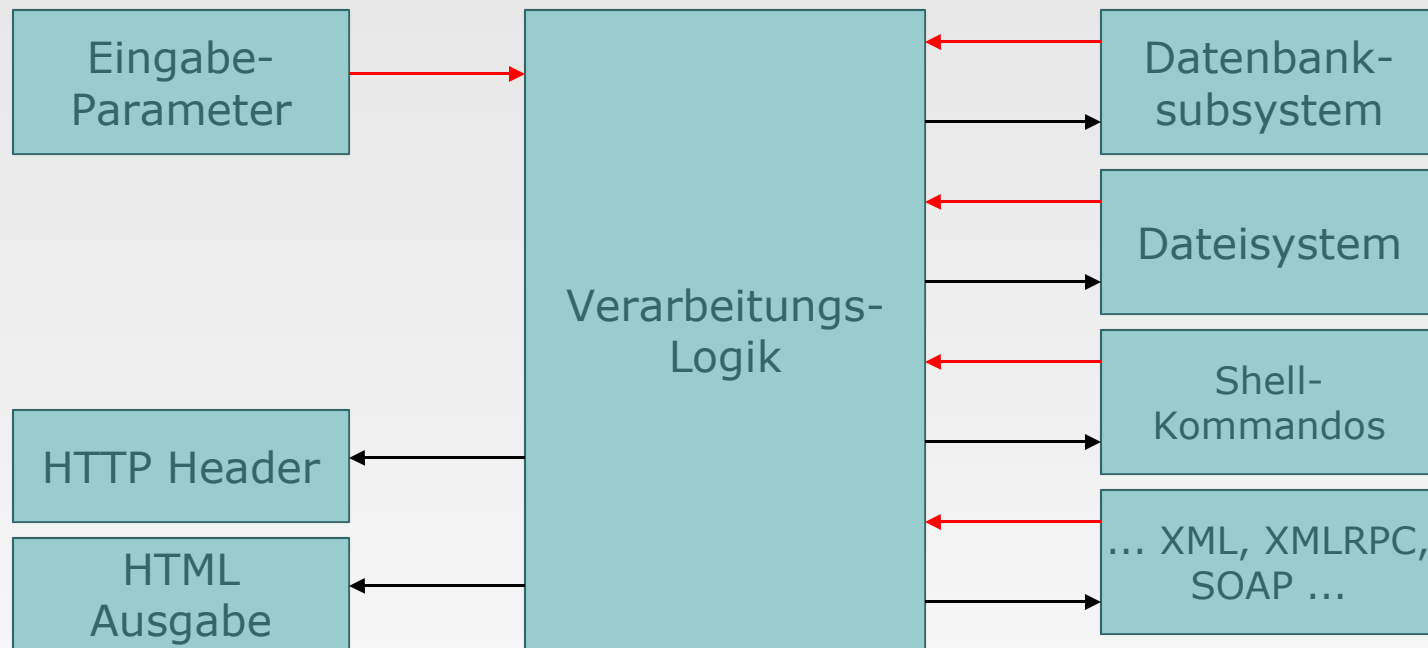 Eingabe-
Parameter
HTTP Header
HTML
Ausgabe
Verarbeitungs-
Logik
Datenbank-
subsystem
Dateisystem
Shell-
Kommandos
... XML, XMLRPC,
SOAP ...